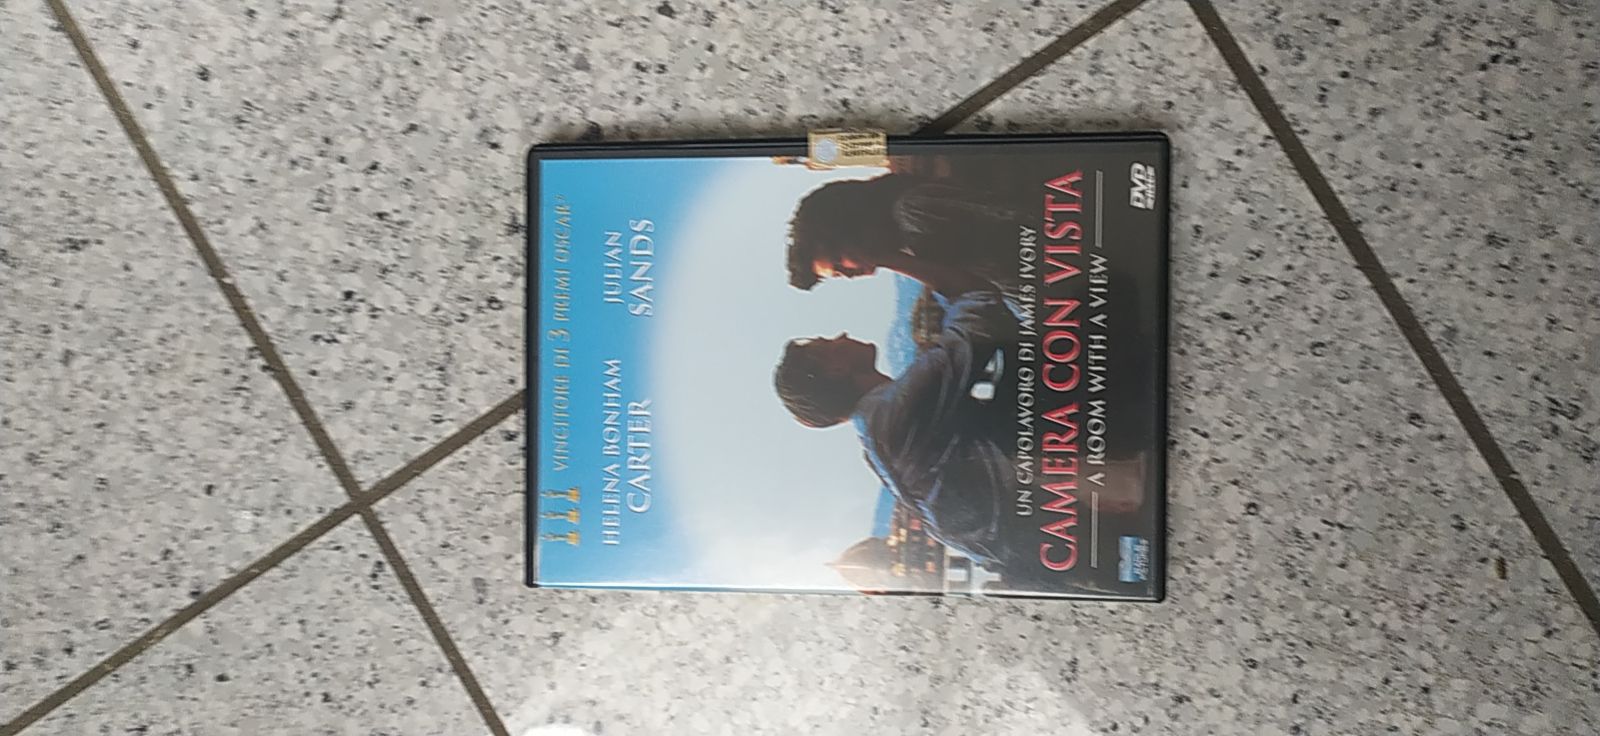 VINCITORE DI 3 PREMI OSCAR®
HELENA BONHAM
CARTER
JULIAN
SANDS
UN CAPOLAVORO DI JAMES IVORY
CAMERA CON VISTA
A ROOM WITH A VIEW
DVD